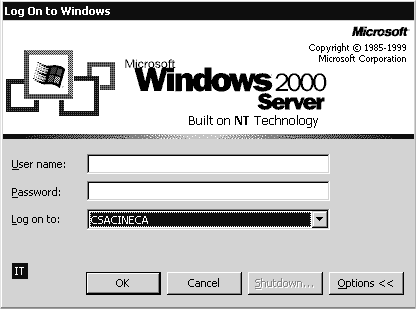 Log On to Windows
Microsoft
Copyright © 1985-1999
Microsoft Corporation
Microsoft
Windows 2000
Server
Built on NT Technology
User name:
Password:
Log on to: CSACINECA
IT
OK Cancel Shutdown... Options <<